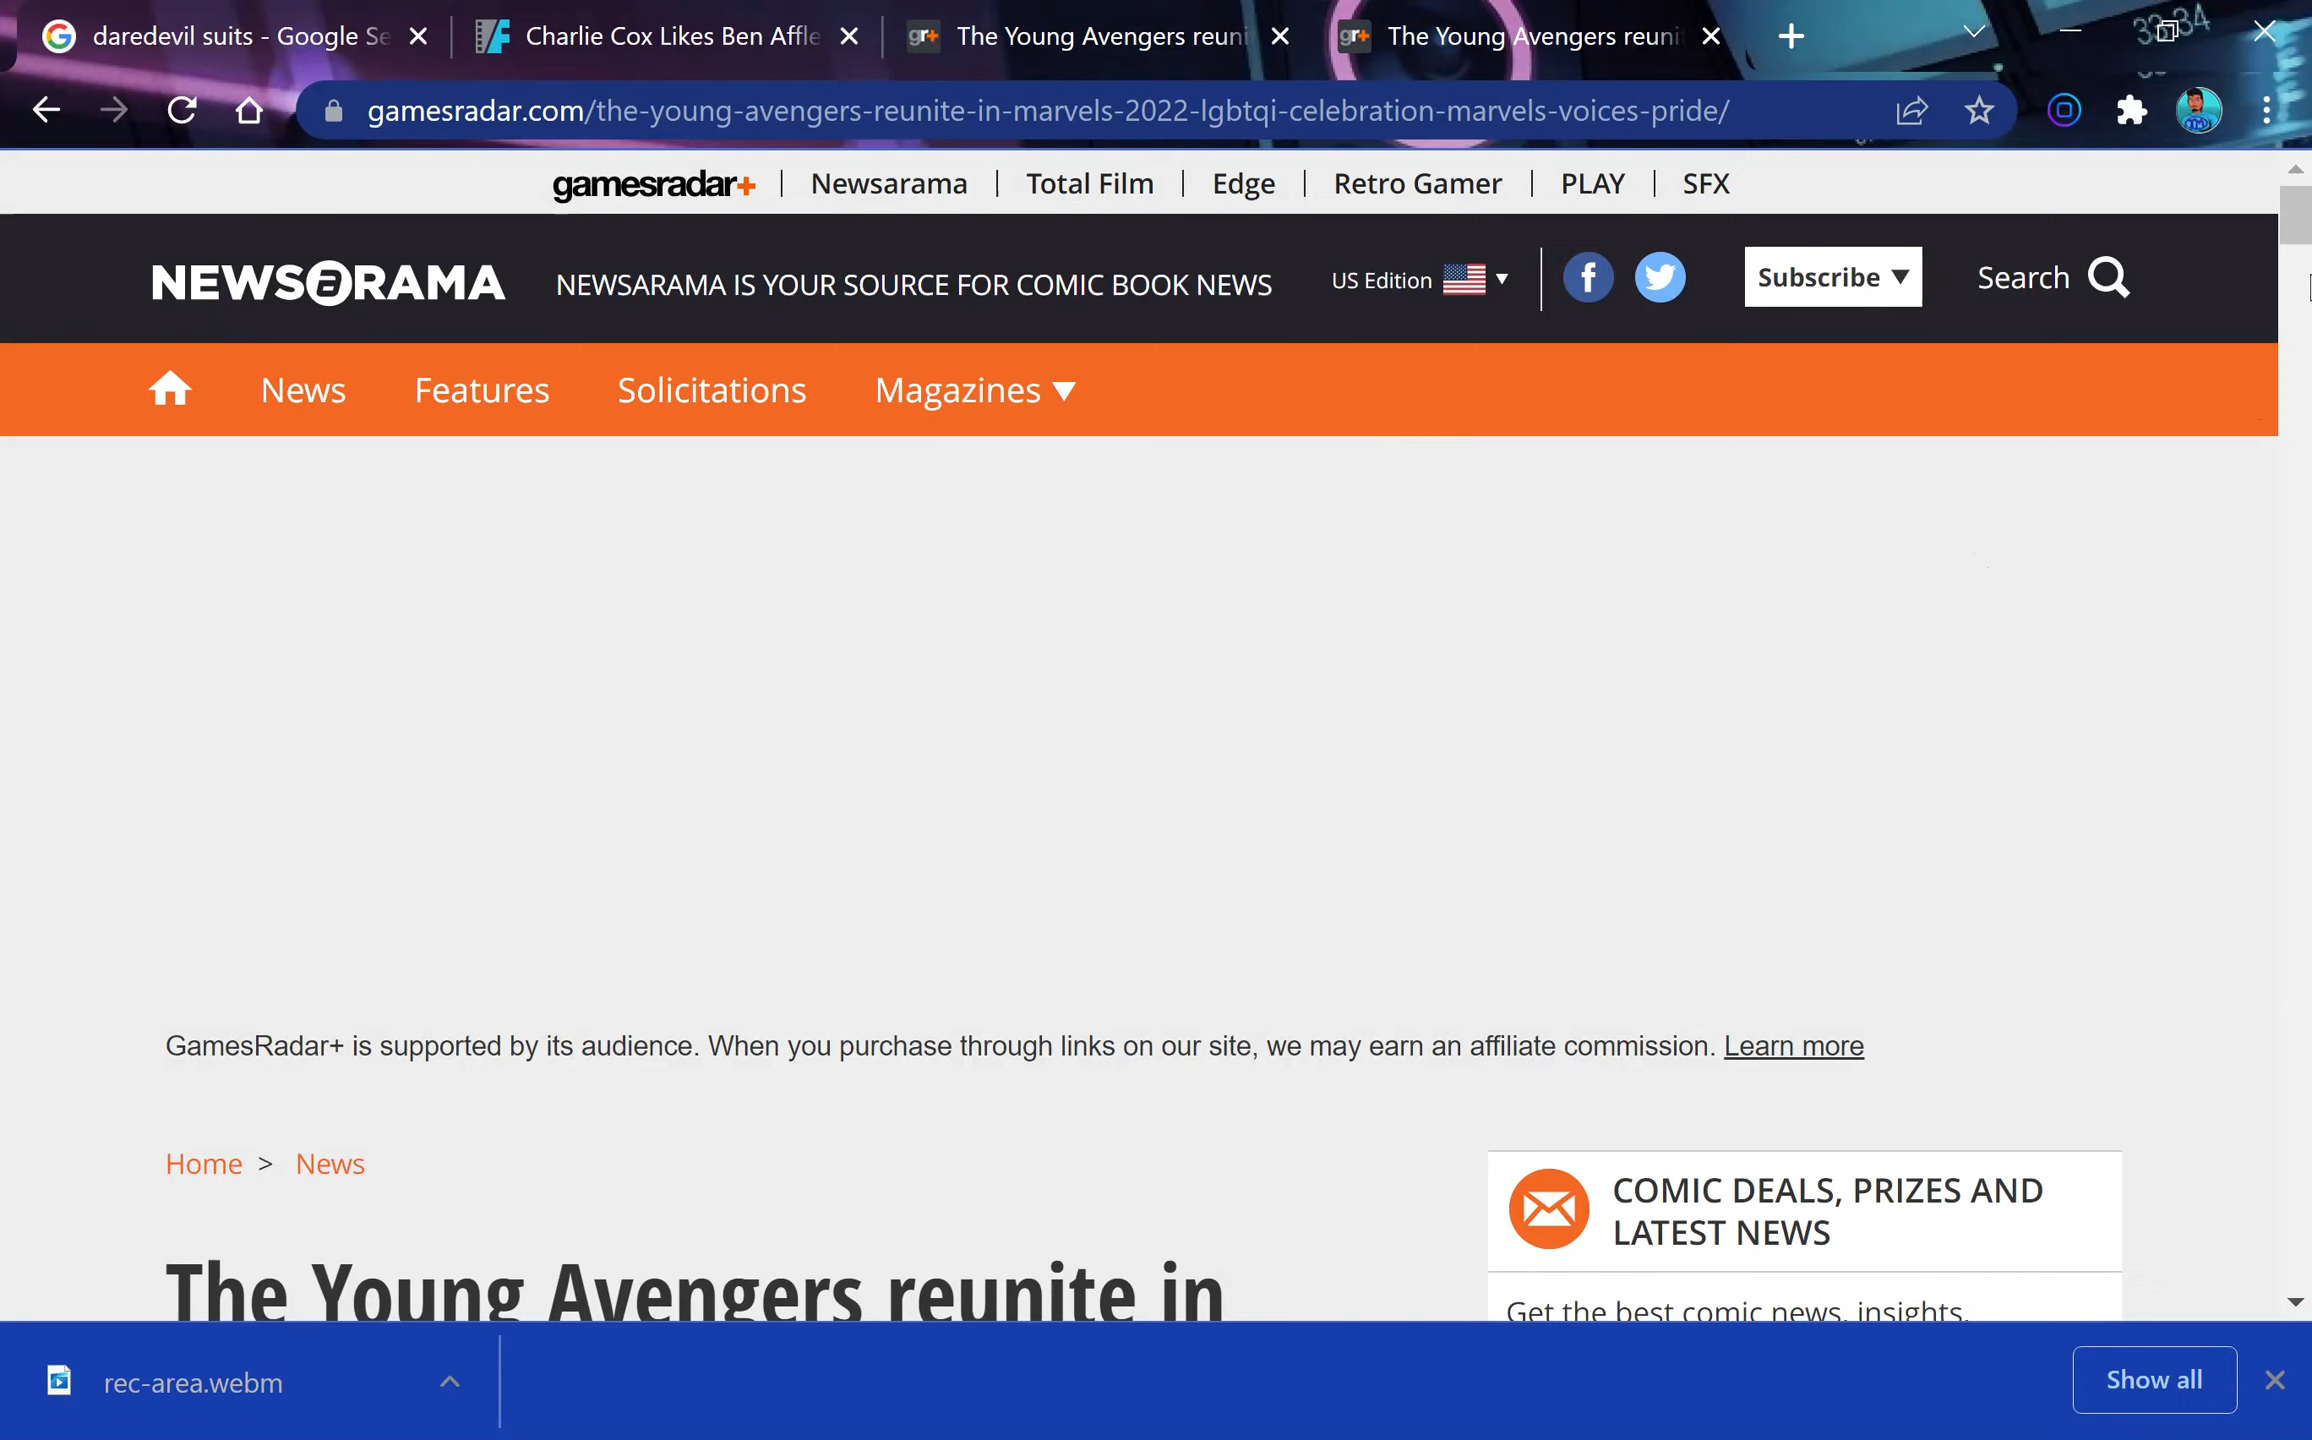 daredevil suits - Google Se
Charlie Cox Likes Ben Affle
The Young Avengers reuni
The Young Avengers reuni
33:34
gamesradar.com/the-young-avengers-reunite-in-marvels-2022-lgbtqi-celebration-marvels-voices-pride/
gamesradar+ | Newsarama | Total Film | Edge | Retro Gamer | PLAY | SFX
NEWSaRAMA
NEWSARAMA IS YOUR SOURCE FOR COMIC BOOK NEWS
US Edition
Subscribe
Search
News Features Solicitations Magazines
GamesRadar+ is supported by its audience. When you purchase through links on our site, we may earn an affiliate commission. Learn more
Home > News
The Young Avengers reunite in
COMIC DEALS, PRIZES AND
LATEST NEWS
Get the best comic news, insights,
rec-area.webm
Show all